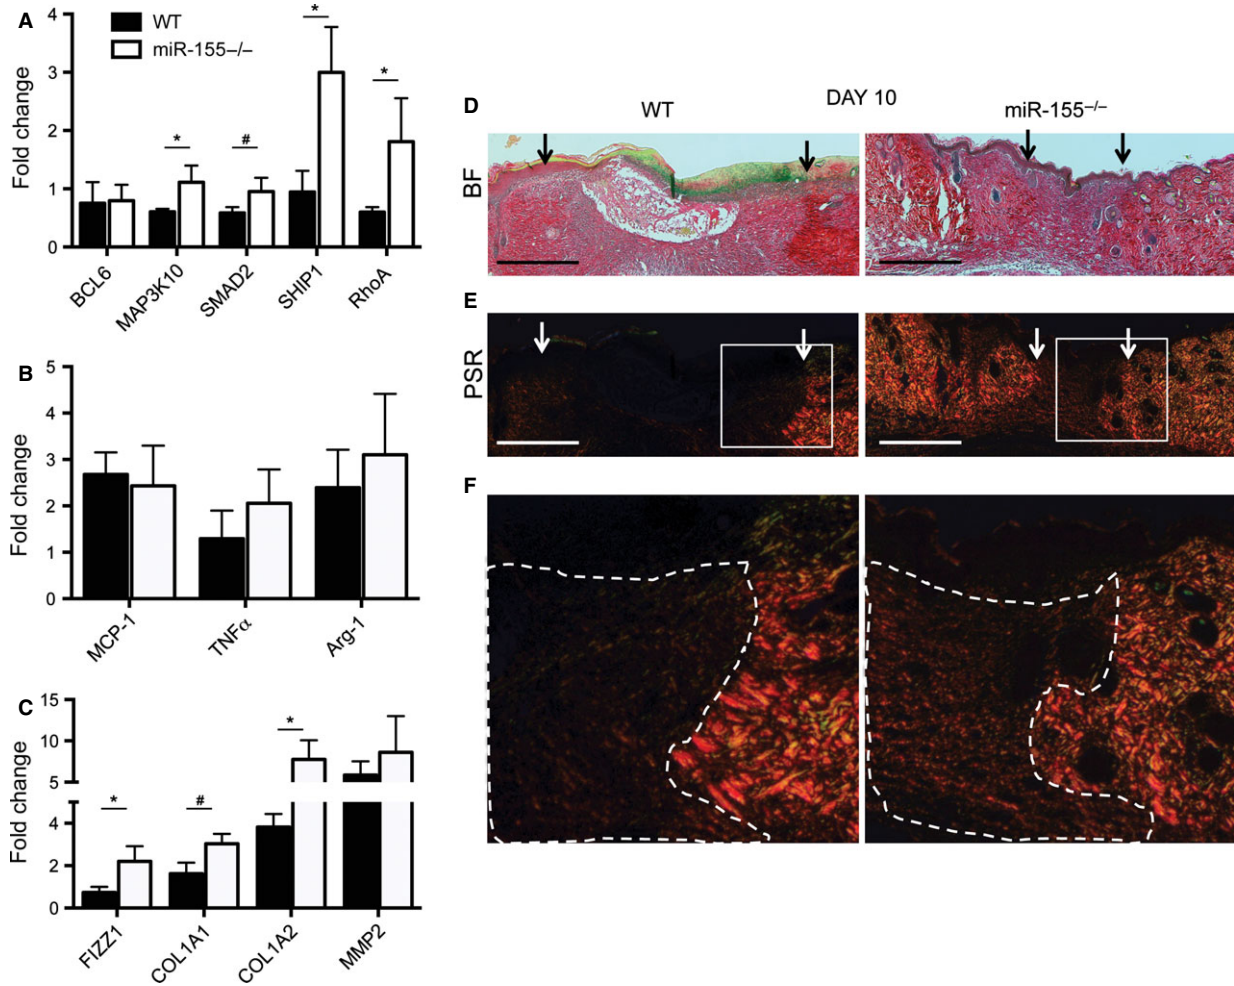 A
4
3
2
1
0
Fold change
WT
miR-155–/–
*
#
*
*
BCL6
MAP3K10
SMAD2
SHIP1
RhoA
B
5
4
3
2
1
0
Fold change
MCP-1
TNFα
Arg-1
C
15
10
5
4
2
0
Fold change
*
#
*
FIZZ1
COL1A1
COL1A2
MMP2
DAY 10
D
WT
miR-155–/–
BF
E
PSR
F